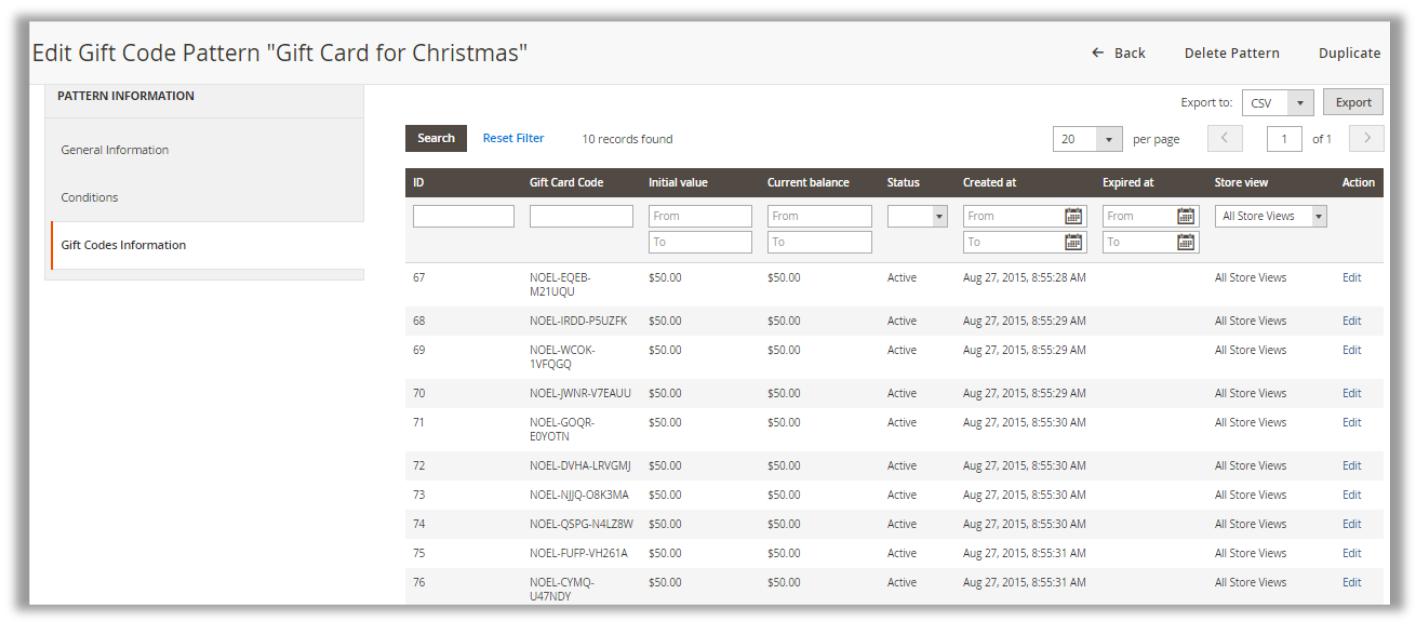 Edit Gift Code Pattern "Gift Card for Christmas"
← Back Delete Pattern Duplicate
PATTERN INFORMATION
General Information
Conditions
Gift Codes Information
Export to: CSV Export
Search Reset Filter 10 records found 20 per page 1 of 1
ID Gift Card Code Initial value Current balance Status Created at Expired at Store view Action
From From From From All Store Views
To To To To
67 NOEL-EQEB- $50.00 $50.00 Active Aug 27, 2015, 8:55:28 AM All Store Views Edit
M21UQU
68 NOEL-IRDD-P5UZFK $50.00 $50.00 Active Aug 27, 2015, 8:55:29 AM All Store Views Edit
69 NOEL-WCOK- $50.00 $50.00 Active Aug 27, 2015, 8:55:29 AM All Store Views Edit
1VFQGQ
70 NOEL-JWNR-V7EAUU $50.00 $50.00 Active Aug 27, 2015, 8:55:29 AM All Store Views Edit
71 NOEL-GOQR- $50.00 $50.00 Active Aug 27, 2015, 8:55:30 AM All Store Views Edit
E0YOTN
72 NOEL-DVHA-LRVGMJ $50.00 $50.00 Active Aug 27, 2015, 8:55:30 AM All Store Views Edit
73 NOEL-NJJQ-O8K3MA $50.00 $50.00 Active Aug 27, 2015, 8:55:30 AM All Store Views Edit
74 NOEL-QSPG-N4LZ8W $50.00 $50.00 Active Aug 27, 2015, 8:55:30 AM All Store Views Edit
75 NOEL-FUFP-VH261A $50.00 $50.00 Active Aug 27, 2015, 8:55:31 AM All Store Views Edit
76 NOEL-CYMQ- $50.00 $50.00 Active Aug 27, 2015, 8:55:31 AM All Store Views Edit
U47NDY